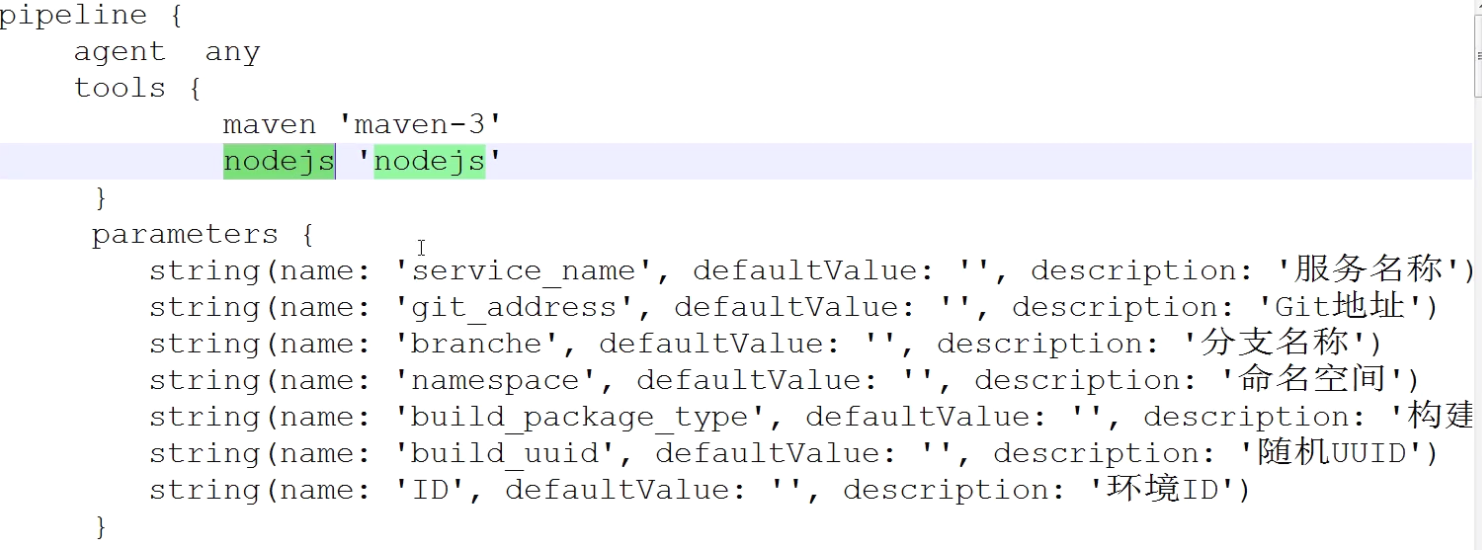 pipeline {
    agent  any
    tools {
            maven 'maven-3'
            nodejs 'nodejs'
     }
     parameters {
        string(name: 'service_name', defaultValue: '', description: '服务名称')
        string(name: 'git_address', defaultValue: '', description: 'Git地址')
        string(name: 'branche', defaultValue: '', description: '分支名称')
        string(name: 'namespace', defaultValue: '', description: '命名空间')
        string(name: 'build_package_type', defaultValue: '', description: '构建
        string(name: 'build_uuid', defaultValue: '', description: '随机UUID')
        string(name: 'ID', defaultValue: '', description: '环境ID')
     }